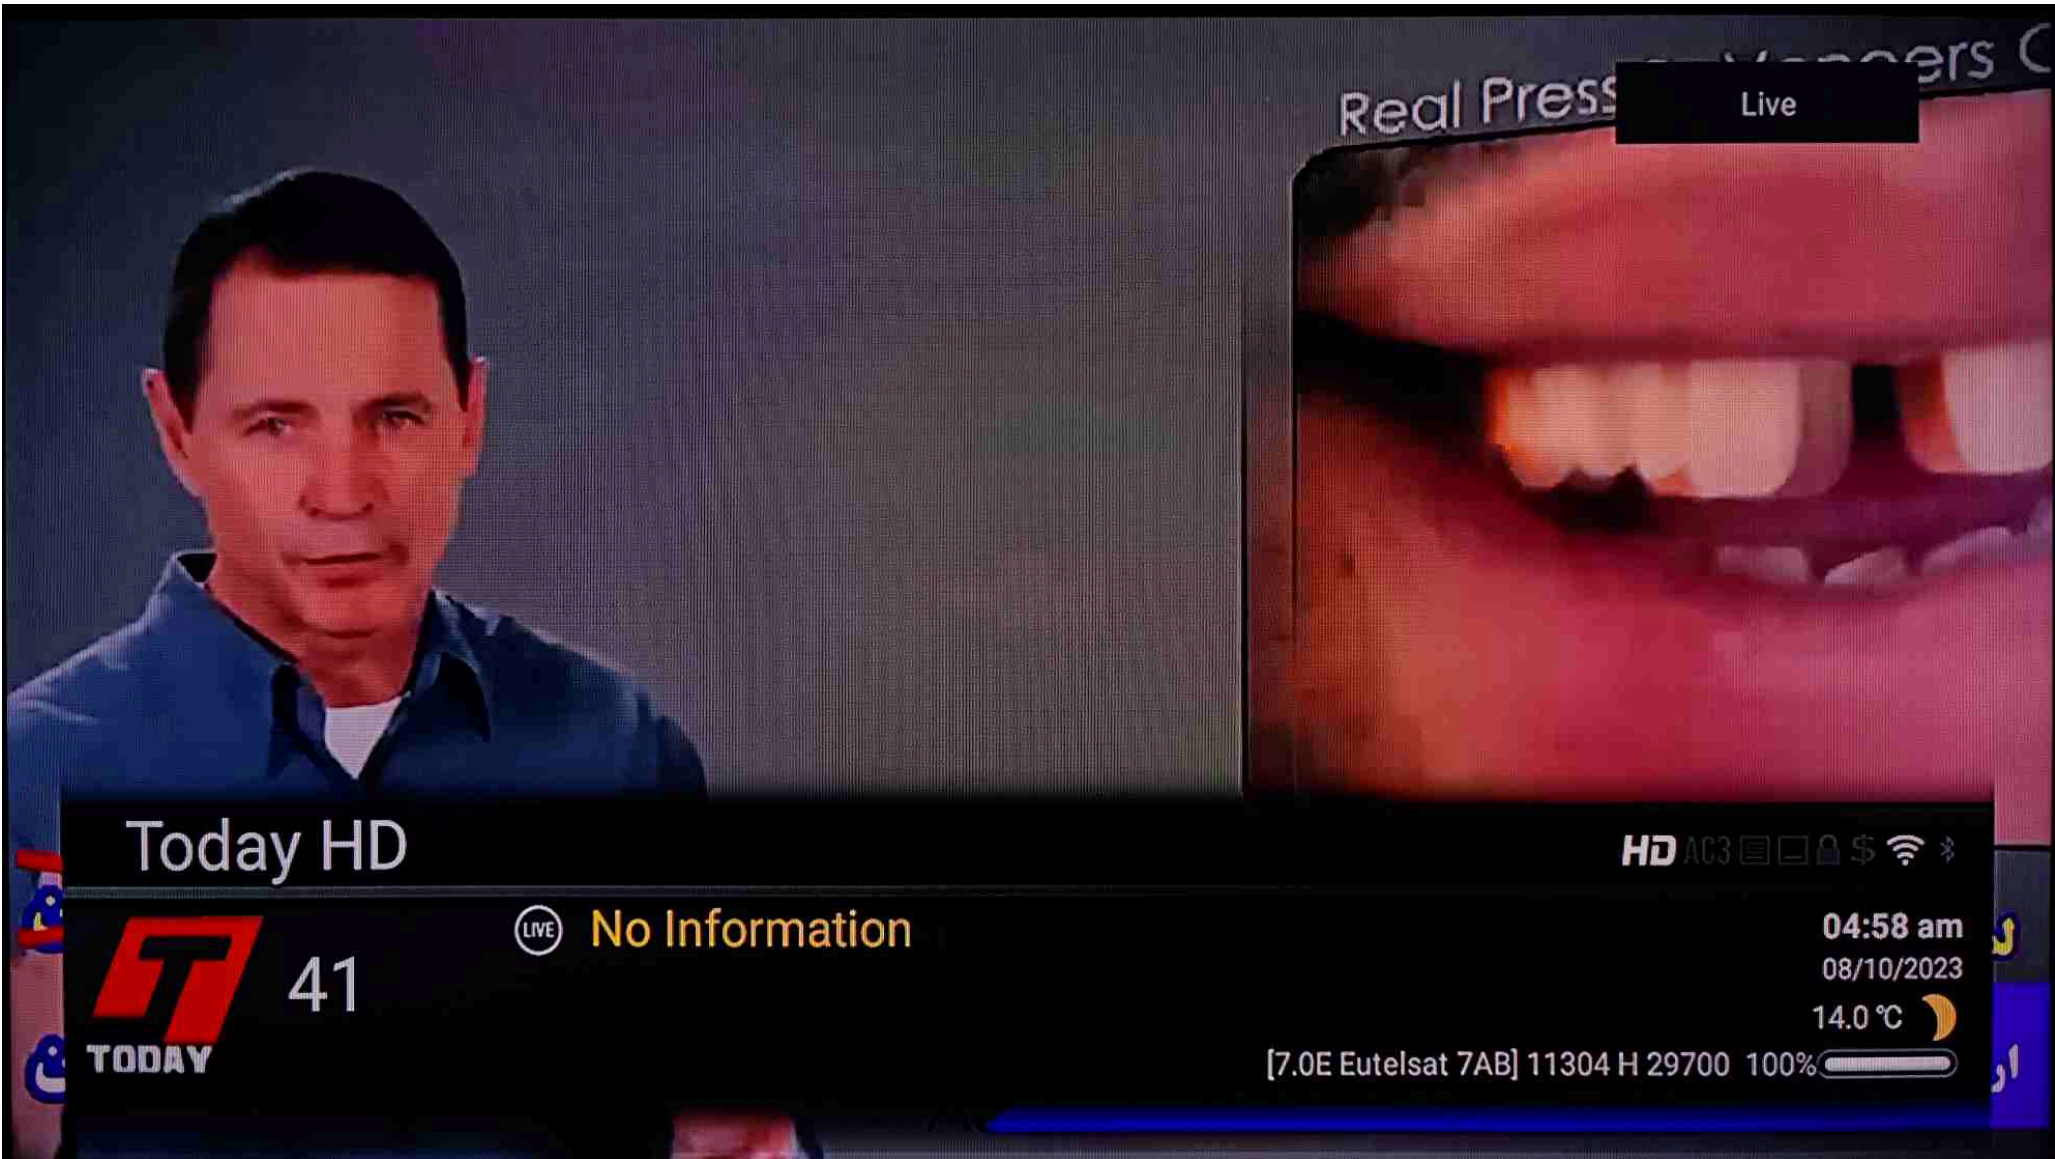 Real Press
ers C
Live
Today HD
HD AC3 $
LIVE No Information
04:58 am
41
08/10/2023
14.0 °C
TODAY
[7.0E Eutelsat 7AB] 11304 H 29700 100%